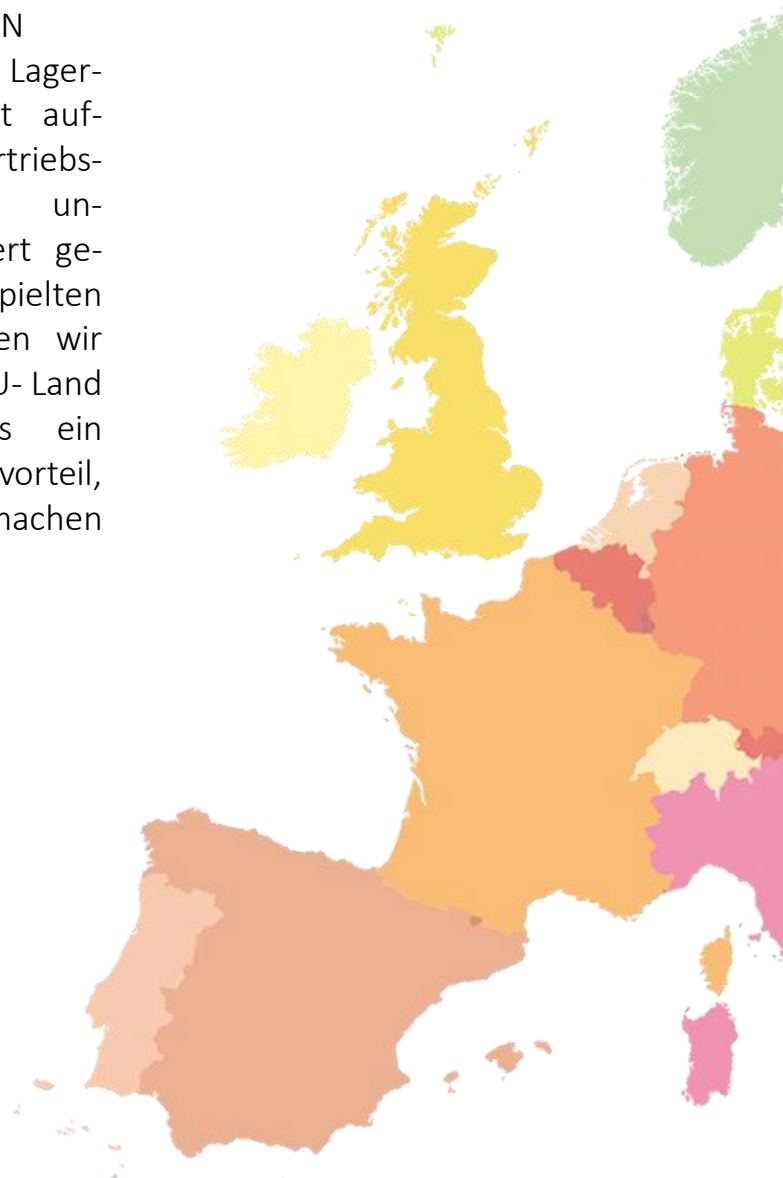 N
Lager-
t auf-
rtriebs-
un-
ert ge-
pielten
en wir
J- Land
s ein
vorteil,
nachen